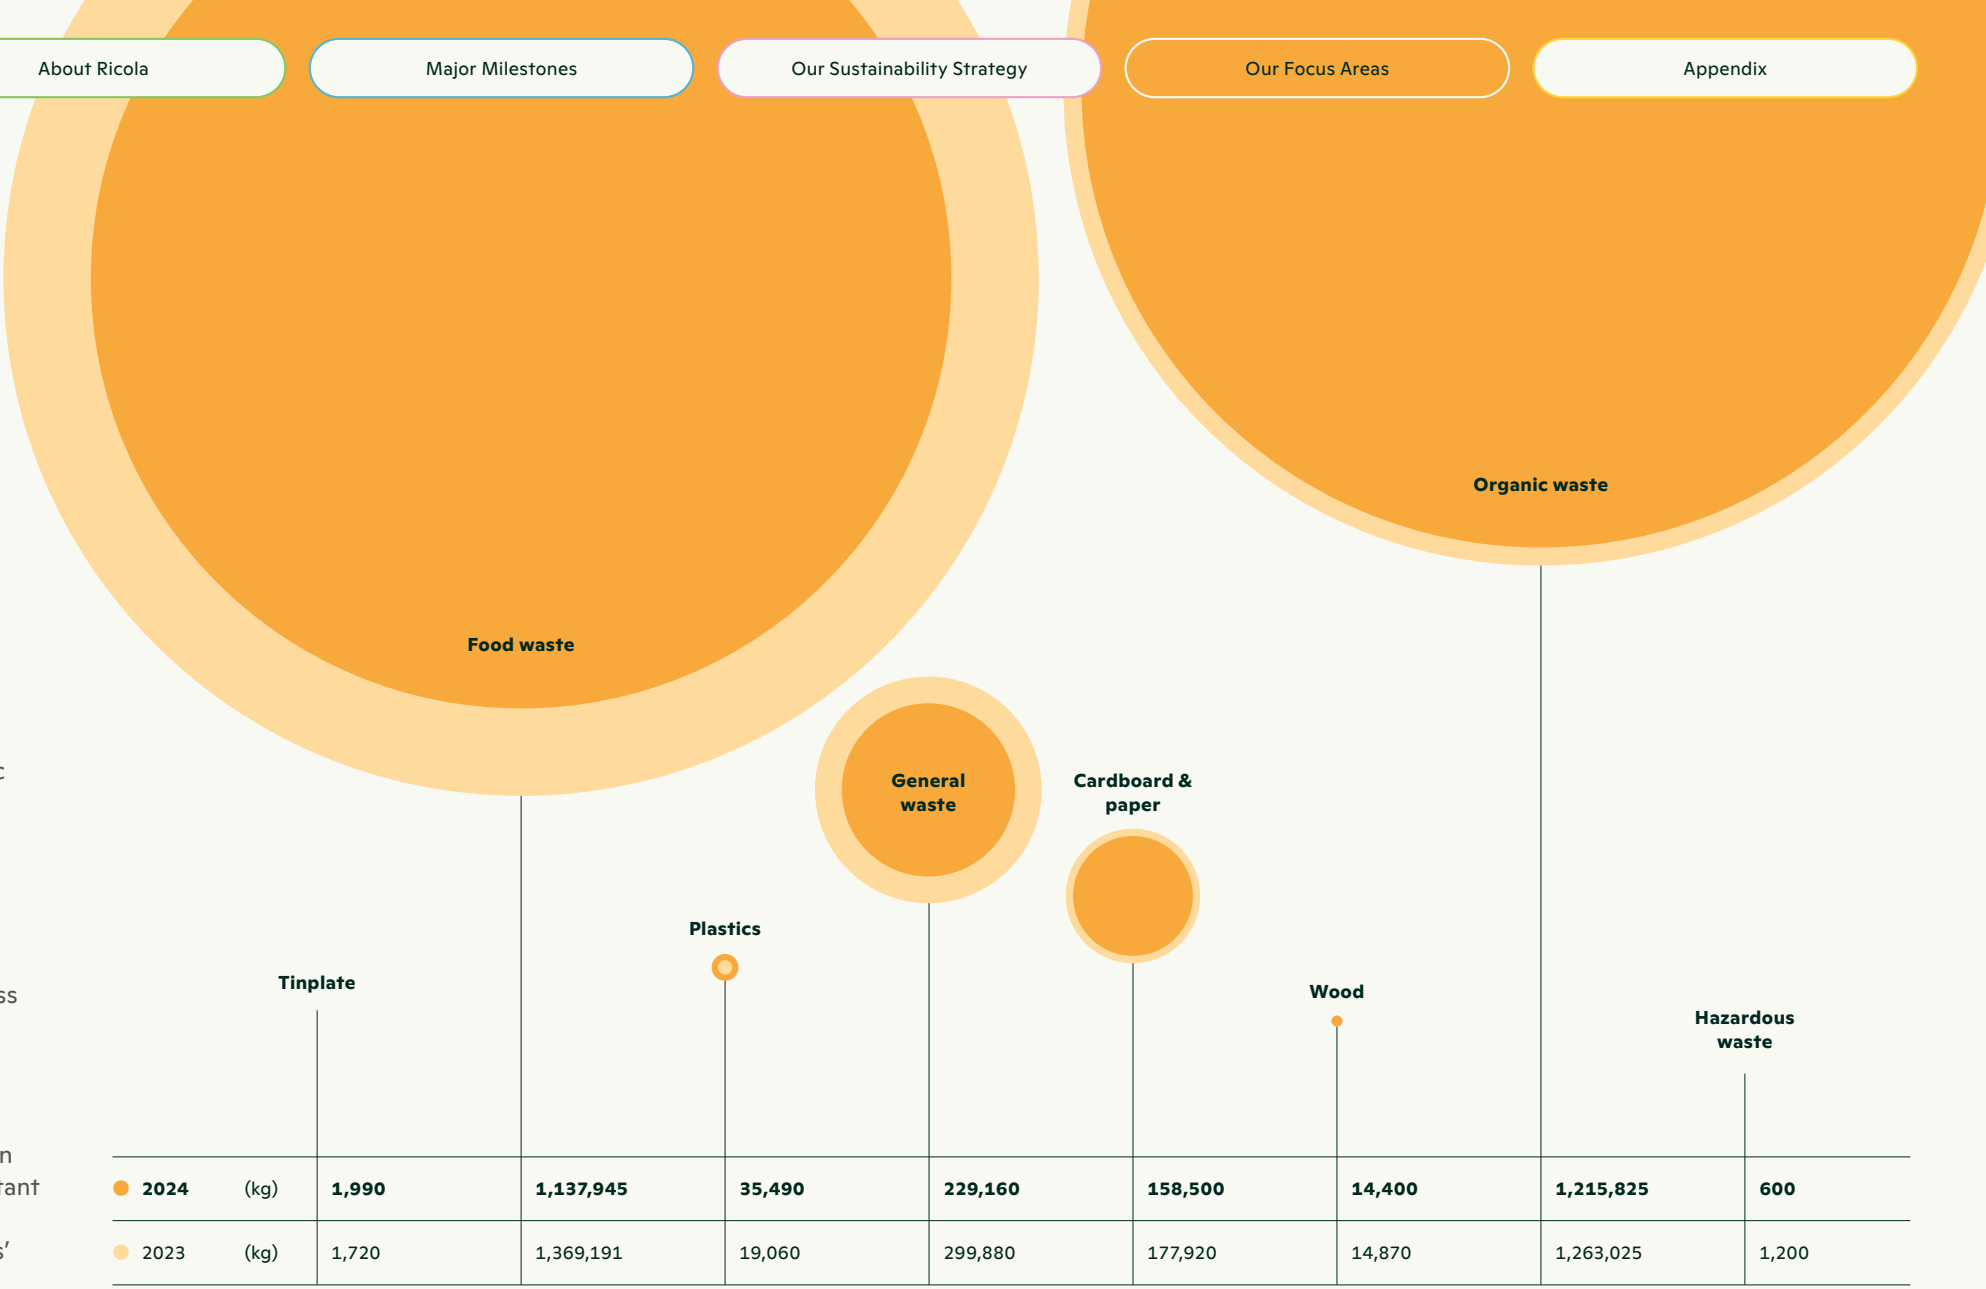 About Ricola
Major Milestones
Our Sustainability Strategy
Our Focus Areas
Appendix
Organic waste
Food waste
General
waste
Cardboard &
paper
Plastics
Tinplate
Wood
Hazardous
waste
2024 (kg) 1,990 1,137,945 35,490 229,160 158,500 14,400 1,215,825 600
2023 (kg) 1,720 1,369,191 19,060 299,880 177,920 14,870 1,263,025 1,200